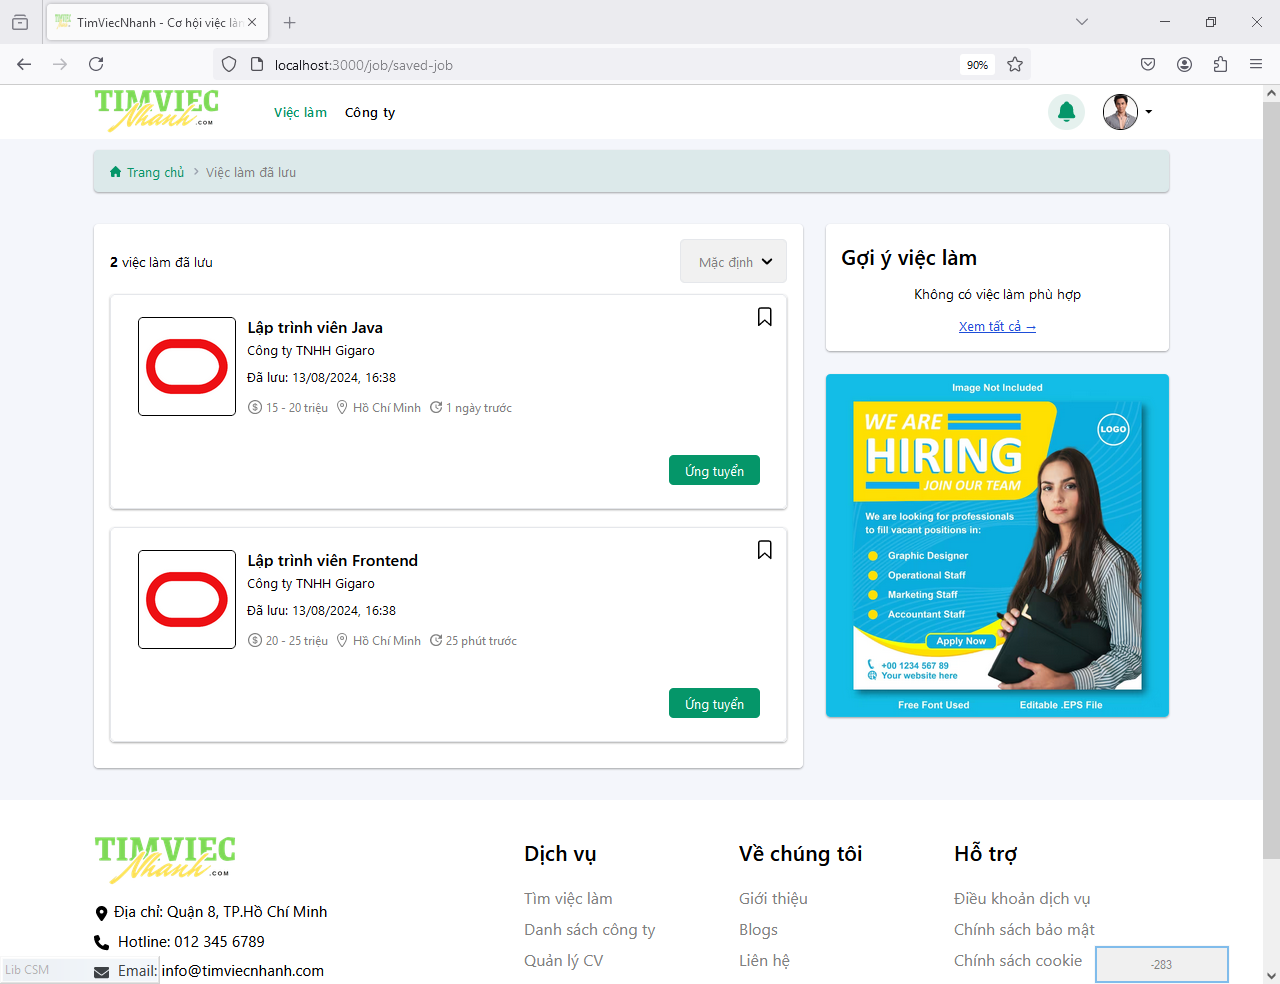 TimViecNhanh - Cơ hội việc làn
localhost:3000/job/saved-job
90%
TIMVIEC
Nhanh .COM
Việc làm
Công ty
Trang chủ
Việc làm đã lưu
2 việc làm đã lưu
Mặc định
Lập trình viên Java
Công ty TNHH Gigaro
Đã lưu: 13/08/2024, 16:38
15 - 20 triệu
Hồ Chí Minh
1 ngày trước
Ứng tuyển
Lập trình viên Frontend
Công ty TNHH Gigaro
Đã lưu: 13/08/2024, 16:38
20 - 25 triệu
Hồ Chí Minh
25 phút trước
Ứng tuyển
Gợi ý việc làm
Không có việc làm phù hợp
Xem tất cả →
Image Not Included
WE ARE
HIRING
JOIN OUR TEAM
LOGO
We are looking for professionals
to fill vacant positions in:
Graphic Designer
Operational Staff
Marketing Staff
Accountant Staff
Apply Now
+00 1234 567 89
Your website here
Free Font Used
Editable .EPS File
TIMVIEC
Nhanh .COM
Địa chỉ: Quận 8, TP.Hồ Chí Minh
Hotline: 012 345 6789
Email: info@timviecnhanh.com
Dịch vụ
Tìm việc làm
Danh sách công ty
Quản lý CV
Về chúng tôi
Giới thiệu
Blogs
Liên hệ
Hỗ trợ
Điều khoản dịch vụ
Chính sách bảo mật
Chính sách cookie
Lib CSM
-283